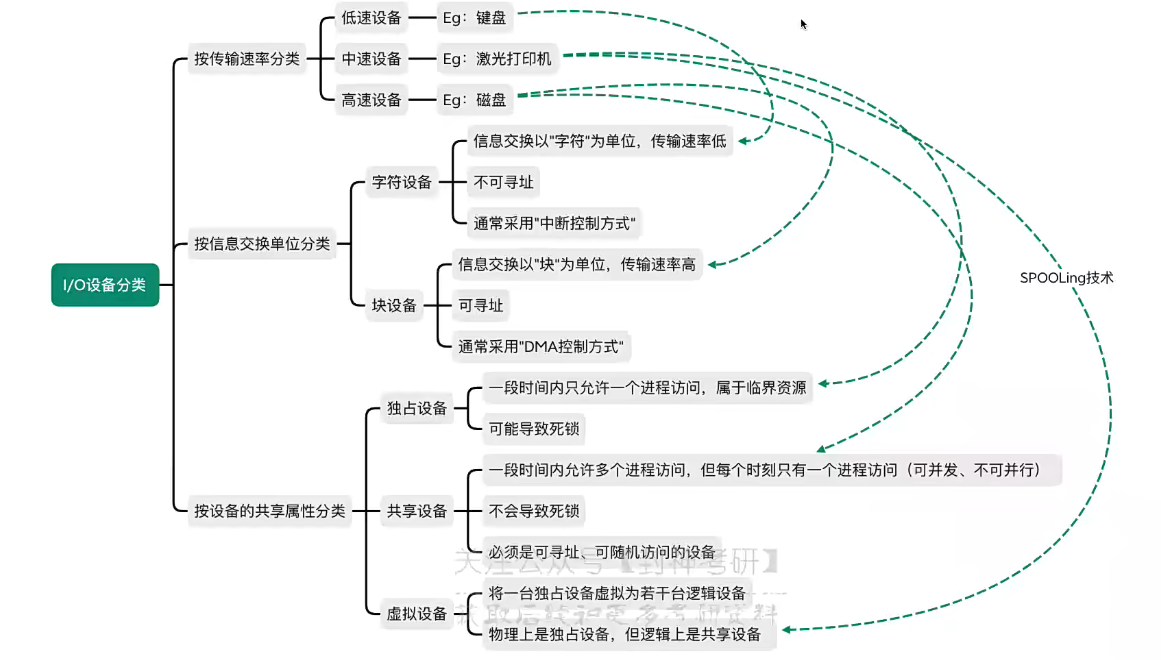 I/O设备分类
按传输速率分类
低速设备
Eg：键盘
中速设备
Eg：激光打印机
高速设备
Eg：磁盘
按信息交换单位分类
字符设备
信息交换以"字符"为单位，传输速率低
不可寻址
通常采用"中断控制方式"
块设备
信息交换以"块"为单位，传输速率高
可寻址
通常采用"DMA控制方式"
按设备的共享属性分类
独占设备
一段时间内只允许一个进程访问，属于临界资源
可能导致死锁
共享设备
一段时间内允许多个进程访问，但每个时刻只有一个进程访问（可并发、不可并行）
不会导致死锁
必须是可寻址、可随机访问的设备
虚拟设备
将一台独占设备虚拟为若干台逻辑设备
物理上是独占设备，但逻辑上是共享设备
SPOOLing技术
关注公众号【封神考研】